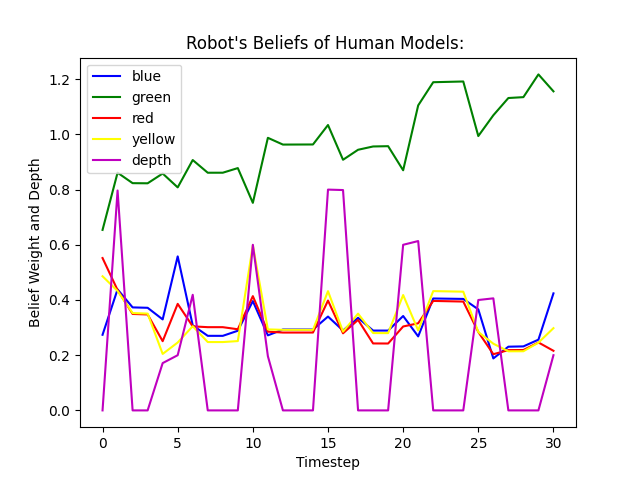 Robot's Beliefs of Human Models:
blue
green
red
yellow
depth
Belief Weight and Depth
1.2
1.0
0.8
0.6
0.4
0.2
0.0
0 5 10 15 20 25 30
Timestep